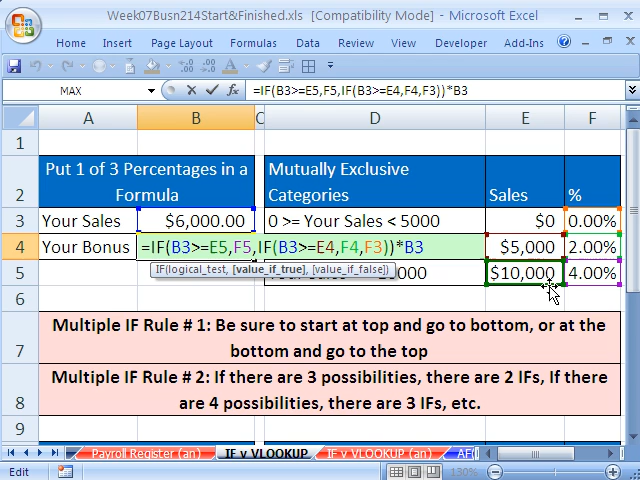 Week07Busn214Start&Finished.xls [Compatibility Mode] - Microsoft Excel
Home Insert Page Layout Formulas Data Review View Developer Add-Ins
MAX =IF(B3>=E5,F5,IF(B3>=E4,F4,F3))*B3
A B C D E F
1
2 Put 1 of 3 Percentages in a Formula Mutually Exclusive Categories Sales %
3 Your Sales $6,000.00 0 >= Your Sales < 5000 $0 0.00%
4 Your Bonus =IF(B3>=E5,F5,IF(B3>=E4,F4,F3))*B3 $5,000 2.00%
IF(logical_test, [value_if_true], [value_if_false])
5 $10,000 4.00%
6
7 Multiple IF Rule # 1: Be sure to start at top and go to bottom, or at the
bottom and go to the top
8 Multiple IF Rule # 2: If there are 3 possibilities, there are 2 IFs, If there
are 4 possibilities, there are 3 IFs, etc.
9
Payroll Register (an) IF v VLOOKUP IF v VLOOKUP (an)
Edit 130%